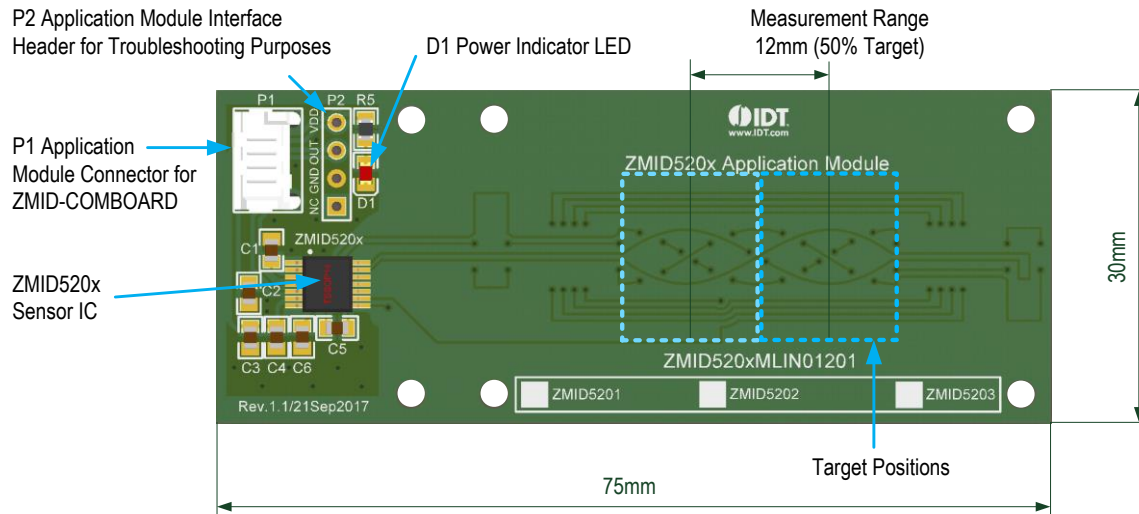 P2 Application Module Interface
Header for Troubleshooting Purposes
D1 Power Indicator LED
Measurement Range
12mm (50% Target)
P1 Application
Module Connector for
ZMID-COMBOARD
ZMID520x
Sensor IC
P1
P2
R5
VDD
OUT
GND
NC
D1
IDT
www.IDT.com
ZMID520x Application Module
ZMID520x
C1
C2
C3
C4
C6
C5
ZMID520xMLIN01201
Rev.1.1/21Sep2017
ZMID5201
ZMID5202
ZMID5203
30mm
Target Positions
75mm